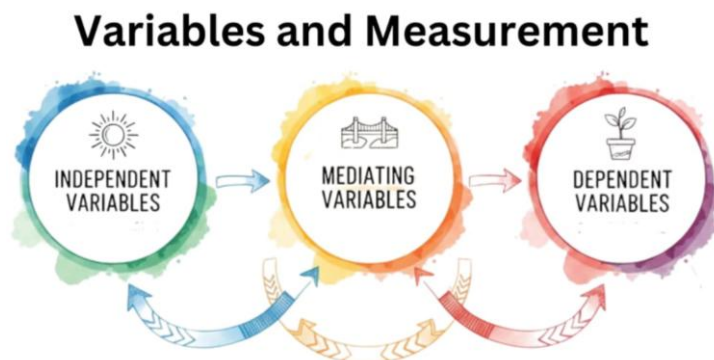 Variables and Measurement
INDEPENDENT
VARIABLES
MEDIATING
VARIABLES
DEPENDENT
VARIABLES